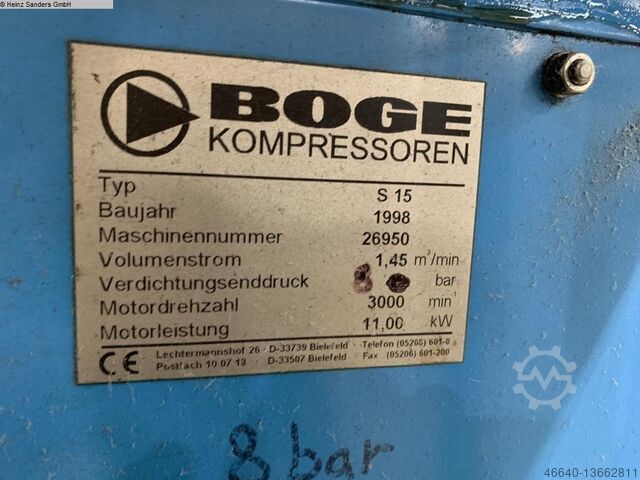 © Heinz Sanders GmbH
BOGE
KOMPRESSOREN
Typ S 15
Baujahr 1998
Maschinennummer 26950
Volumenstrom 1,45 m³/min
Verdichtungsenddruck 8 bar
Motordrehzahl 3000 min⁻¹
Motorleistung 11,00 kW
CE Lechtermannshof 26 · D-33739 Bielefeld · Telefon (05206) 601-0
Postfach 10 07 13 · D-33507 Bielefeld · Fax (05206) 601-200
8 bar
46640-13662811